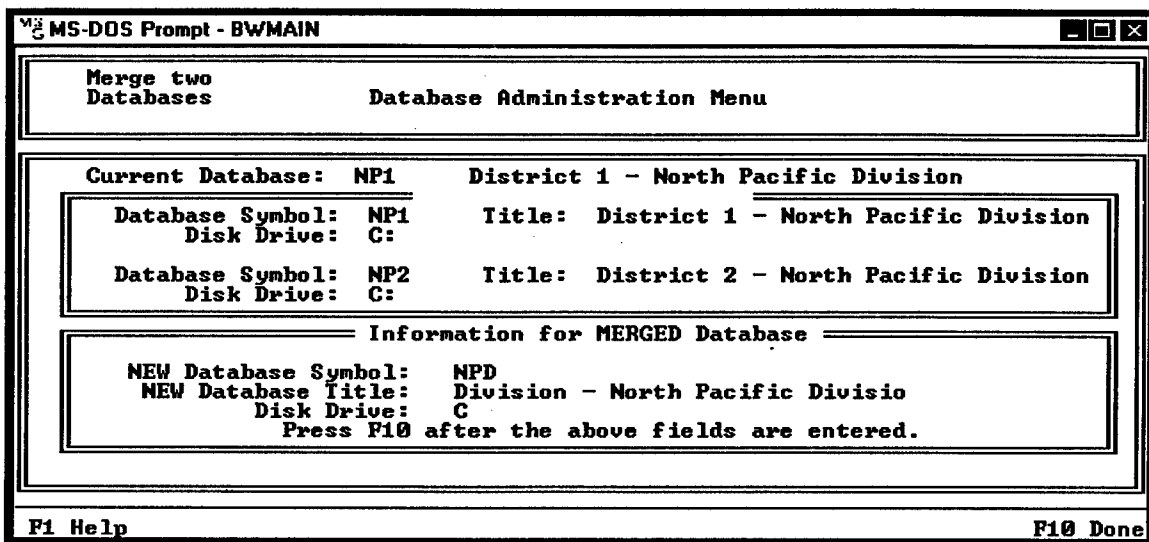 MS-DOS Prompt - BWMAIN
Merge two
Databases Database Administration Menu
Current Database: NP1 District 1 - North Pacific Division
Database Symbol: NP1 Title: District 1 - North Pacific Division
Disk Drive: C:
Database Symbol: NP2 Title: District 2 - North Pacific Division
Disk Drive: C:
Information for MERGED Database
NEW Database Symbol: NPD
NEW Database Title: Division - North Pacific Divisio
Disk Drive: C
Press F10 after the above fields are entered.
F1 Help F10 Done